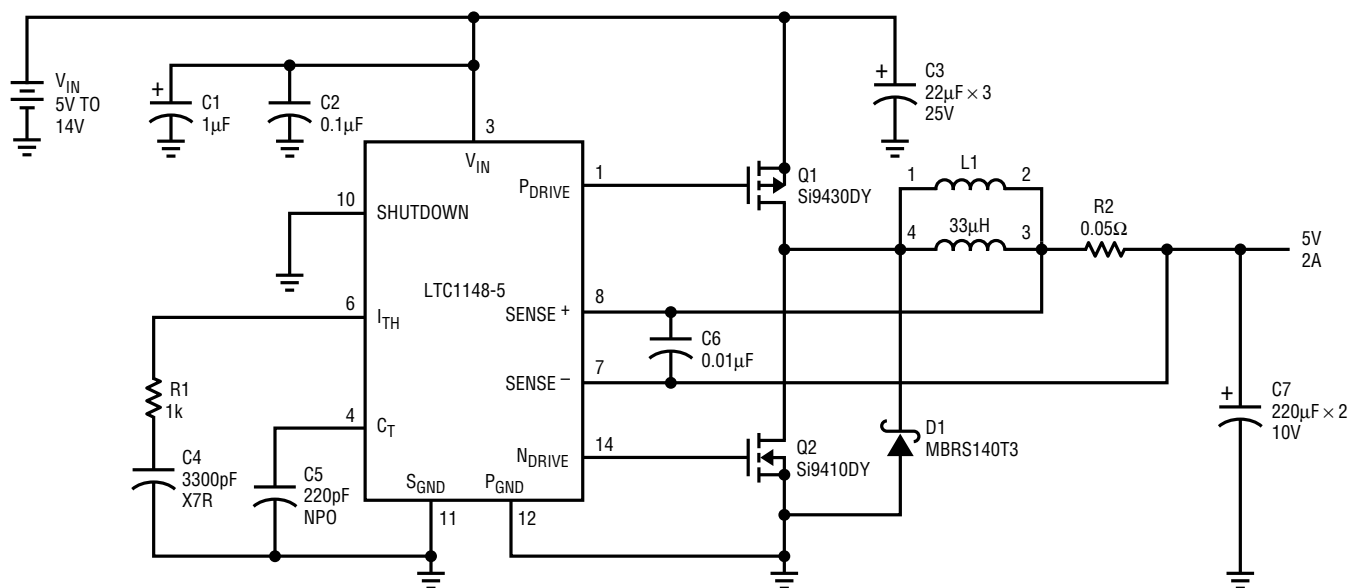 VIN
5V TO
14V
+
C1
1µF
C2
0.1µF
3
+
C3
22µF × 3
25V
VIN
PDRIVE
1
Q1
Si9430DY
1
L1
2
10
SHUTDOWN
4
33µH
3
R2
0.05Ω
5V
2A
LTC1148-5
6
ITH
SENSE +
8
C6
0.01µF
SENSE –
7
R1
1k
4
CT
+
C7
220µF × 2
10V
D1
MBRS140T3
NDRIVE
14
Q2
Si9410DY
C4
3300pF
X7R
C5
220pF
NPO
SGND
PGND
11
12